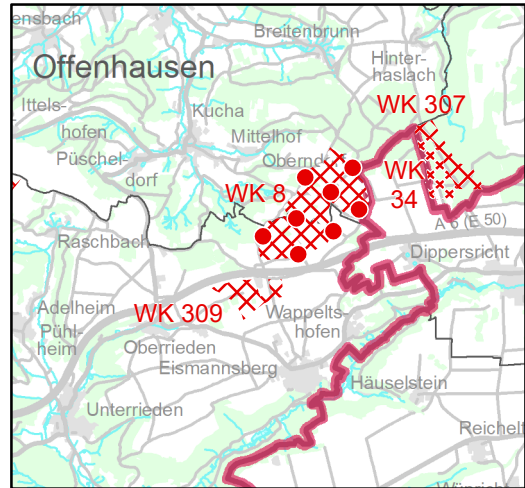 ensbach
Breitenbrunn
Hinter-
haslach
Offenhausen
Ittels-
hofen
Kucha
WK 307
Püschel-
dorf
Mittelhof
WK 8
WK
34
A 6 (E 50)
Raschbach
Dippersricht
Adelheim
WK 309
Pühl-
heim
Wappelts-
hofen
Oberrieden
Eismannsberg
Häuselstein
Unterrieden
Reichelt